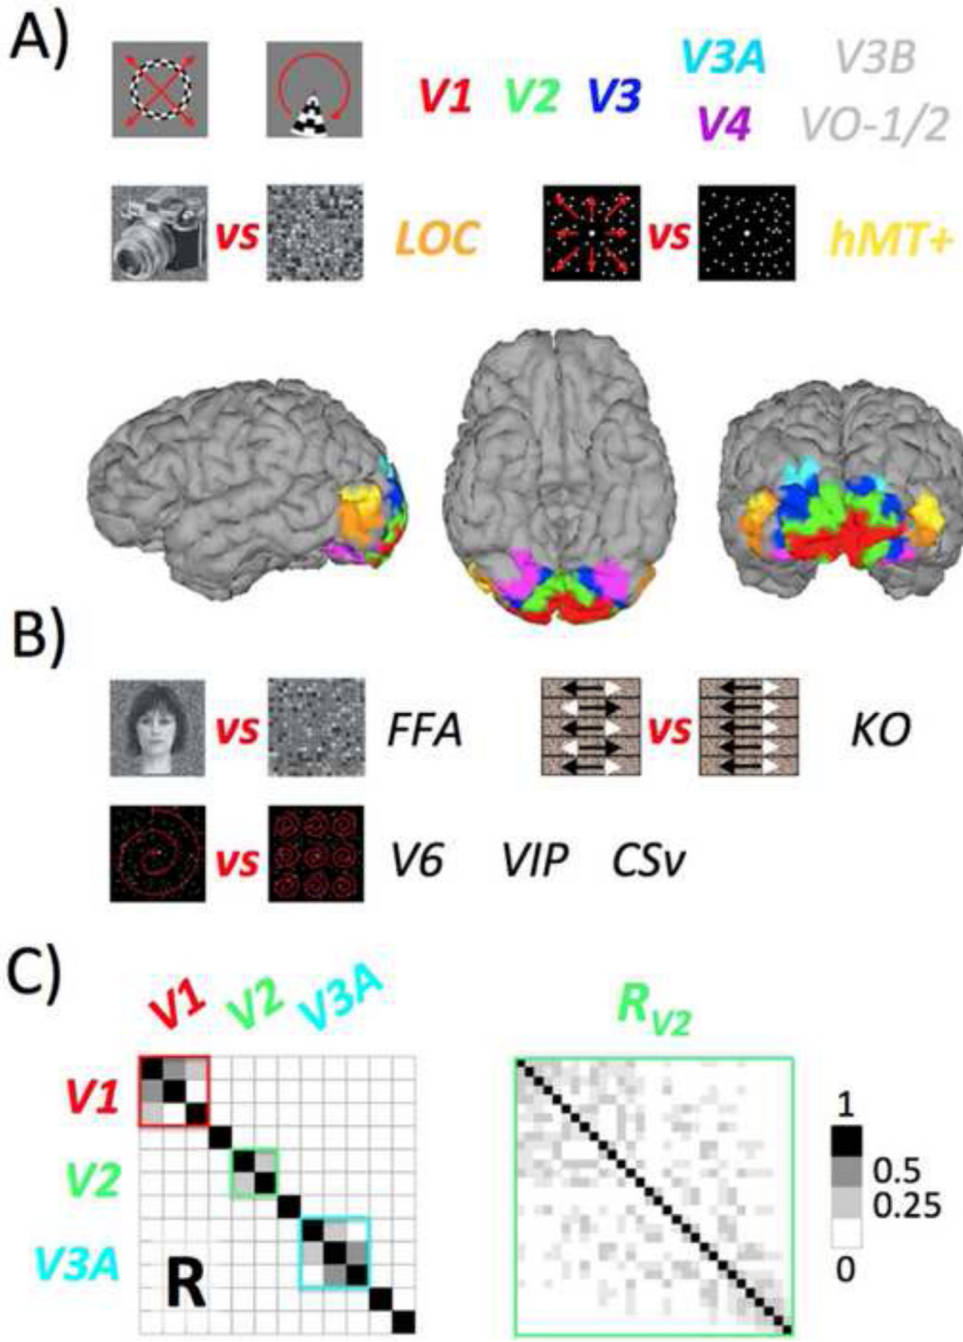 A)
V1 V2 V3 V3A V3B
V4 VO-1/2
vs LOC vs hMT+
B)
vs FFA vs KO
vs V6 VIP CSv
C)
V1 V2 V3A
R V2
V1
V2
V3A
R
1
0.5
0.25
0